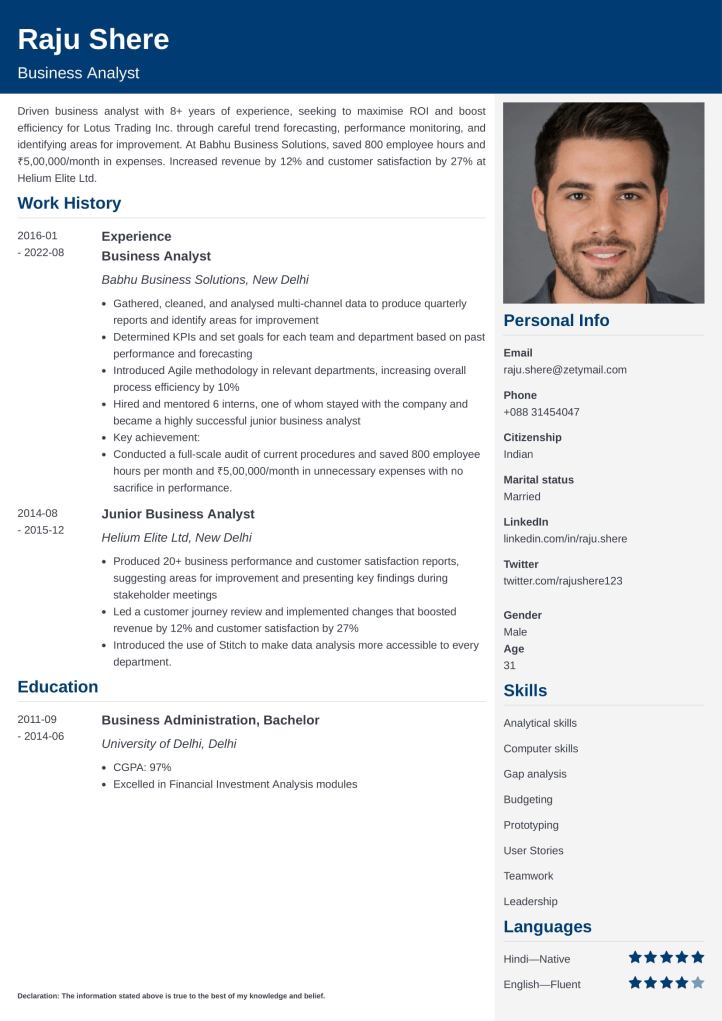 Raju Shere
Business Analyst
Driven business analyst with 8+ years of experience, seeking to maximise ROI and boost
efficiency for Lotus Trading Inc. through careful trend forecasting, performance monitoring, and
identifying areas for improvement. At Babhu Business Solutions, saved 800 employee hours and
₹5,00,000/month in expenses. Increased revenue by 12% and customer satisfaction by 27% at
Helium Elite Ltd.
Work History
2016-01
- 2022-08
Experience
Business Analyst
Babhu Business Solutions, New Delhi
• Gathered, cleaned, and analysed multi-channel data to produce quarterly
reports and identify areas for improvement
• Determined KPIs and set goals for each team and department based on past
performance and forecasting
• Introduced Agile methodology in relevant departments, increasing overall
process efficiency by 10%
• Hired and mentored 6 interns, one of whom stayed with the company and
became a highly successful junior business analyst
• Key achievement:
• Conducted a full-scale audit of current procedures and saved 800 employee
hours per month and ₹5,00,000/month in unnecessary expenses with no
sacrifice in performance.
2014-08
- 2015-12
Junior Business Analyst
Helium Elite Ltd, New Delhi
• Produced 20+ business performance and customer satisfaction reports,
suggesting areas for improvement and presenting key findings during
stakeholder meetings
• Led a customer journey review and implemented changes that boosted
revenue by 12% and customer satisfaction by 27%
• Introduced the use of Stitch to make data analysis more accessible to every
department.
Education
2011-09
- 2014-06
Business Administration, Bachelor
University of Delhi, Delhi
• CGPA: 97%
• Excelled in Financial Investment Analysis modules
Declaration: The information stated above is true to the best of my knowledge and belief.
Personal Info
Email
raju.shere@zetymail.com
Phone
+088 31454047
Citizenship
Indian
Marital status
Married
LinkedIn
linkedin.com/in/raju.shere
Twitter
twitter.com/rajushere123
Gender
Male
Age
31
Skills
Analytical skills
Computer skills
Gap analysis
Budgeting
Prototyping
User Stories
Teamwork
Leadership
Languages
Hindi—Native
English—Fluent